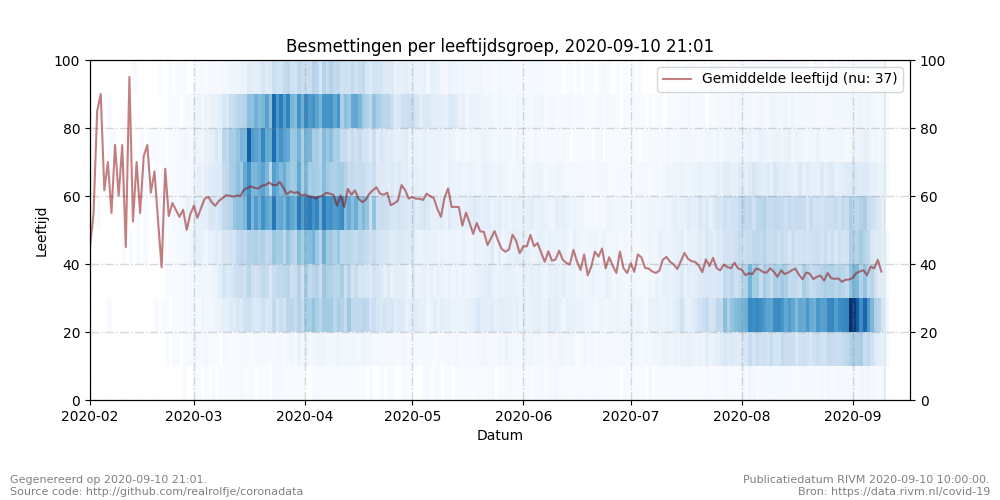 Besmettingen per leeftijdsgroep, 2020-09-10 21:01
Gemiddelde leeftijd (nu: 37)
100
80
60
40
20
0
Leeftijd
100
80
60
40
20
0
2020-02
2020-03
2020-04
2020-05
2020-06
2020-07
2020-08
2020-09
Datum
Gegenereerd op 2020-09-10 21:01.
Source code: http://github.com/realrolfje/coronadata
Publicatiedatum RIVM 2020-09-10 10:00:00.
Bron: https://data.rivm.nl/covid-19